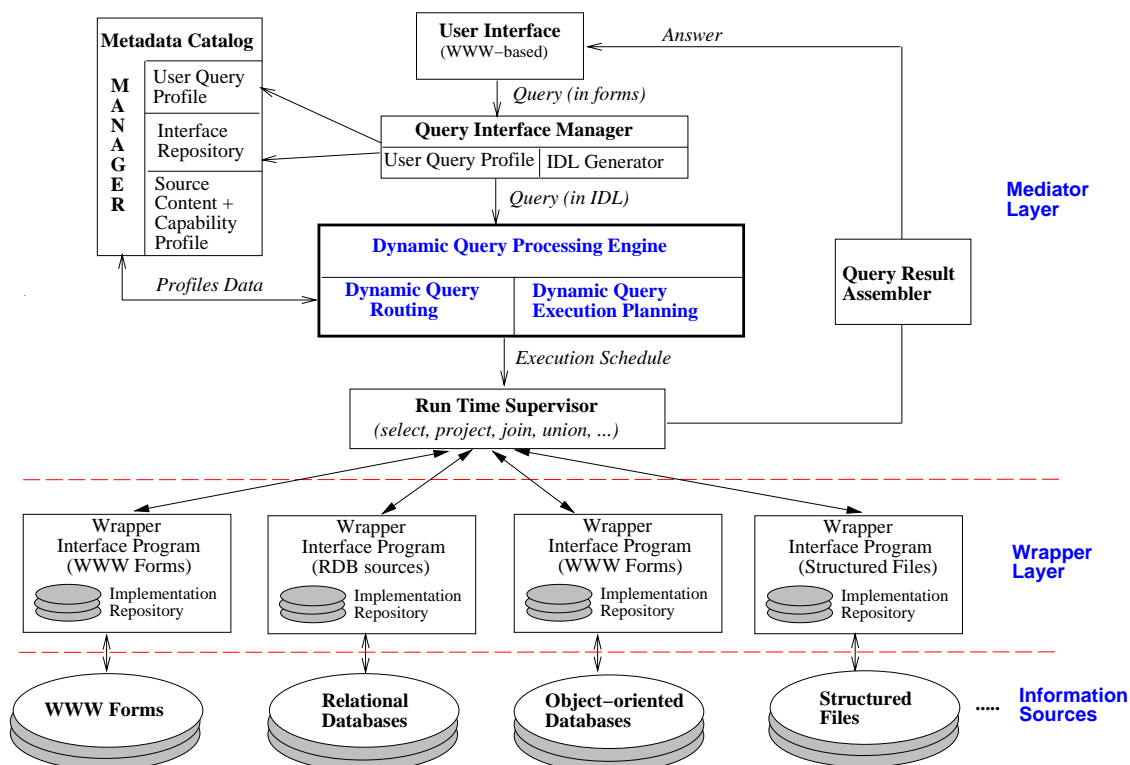 User Interface
(WWW−based)
Answer
Metadata Catalog
MANAGER
User Query
Profile
Interface
Repository
Source
Content +
Capability
Profile
Query (in forms)
Query Interface Manager
User Query Profile
IDL Generator
Query (in IDL)
Mediator
Layer
Dynamic Query Processing Engine
Dynamic Query
Routing
Dynamic Query
Execution Planning
Profiles Data
Query Result
Assembler
Execution Schedule
Run Time Supervisor
(select, project, join, union, ...)
Wrapper
Interface Program
(WWW Forms)
Implementation
Repository
Wrapper
Interface Program
(RDB sources)
Implementation
Repository
Wrapper
Interface Program
(WWW Forms)
Implementation
Repository
Wrapper
Interface Program
(Structured Files)
Implementation
Repository
Wrapper
Layer
WWW Forms
Relational
Databases
Object−oriented
Databases
Structured
Files
.....
Information
Sources